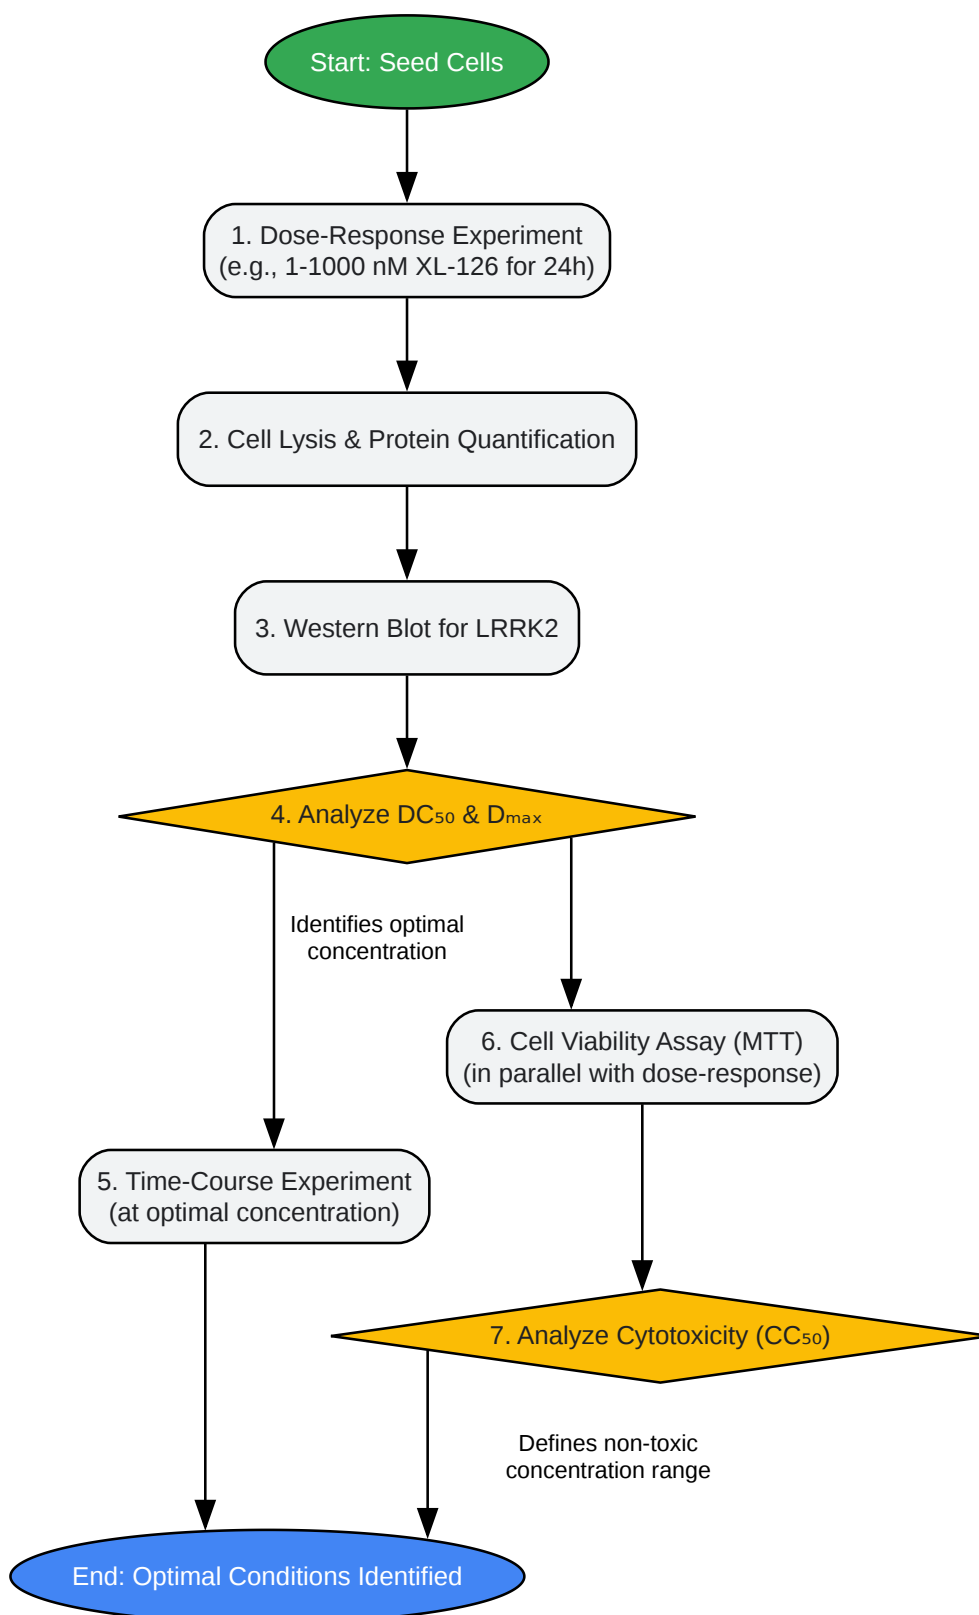 Start: Seed Cells
1. Dose-Response Experiment
(e.g., 1-1000 nM XL-126 for 24h)
2. Cell Lysis & Protein Quantification
3. Western Blot for LRRK2
4. Analyze DC₅₀ & Dₘₐₓ
Identifies optimal
concentration
6. Cell Viability Assay (MTT)
(in parallel with dose-response)
5. Time-Course Experiment
(at optimal concentration)
7. Analyze Cytotoxicity (CC₅₀)
Defines non-toxic
concentration range
End: Optimal Conditions Identified